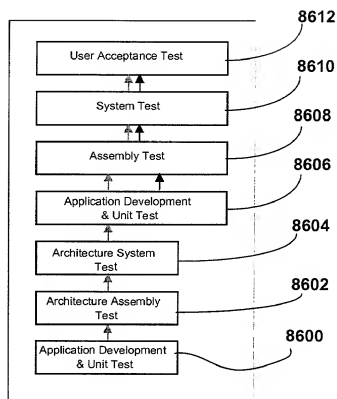 8612
User Acceptance Test
8610
System Test
8608
Assembly Test
8606
Application Development
& Unit Test
8604
Architecture System
Test
8602
Architecture Assembly
Test
8600
Application Development
& Unit Test